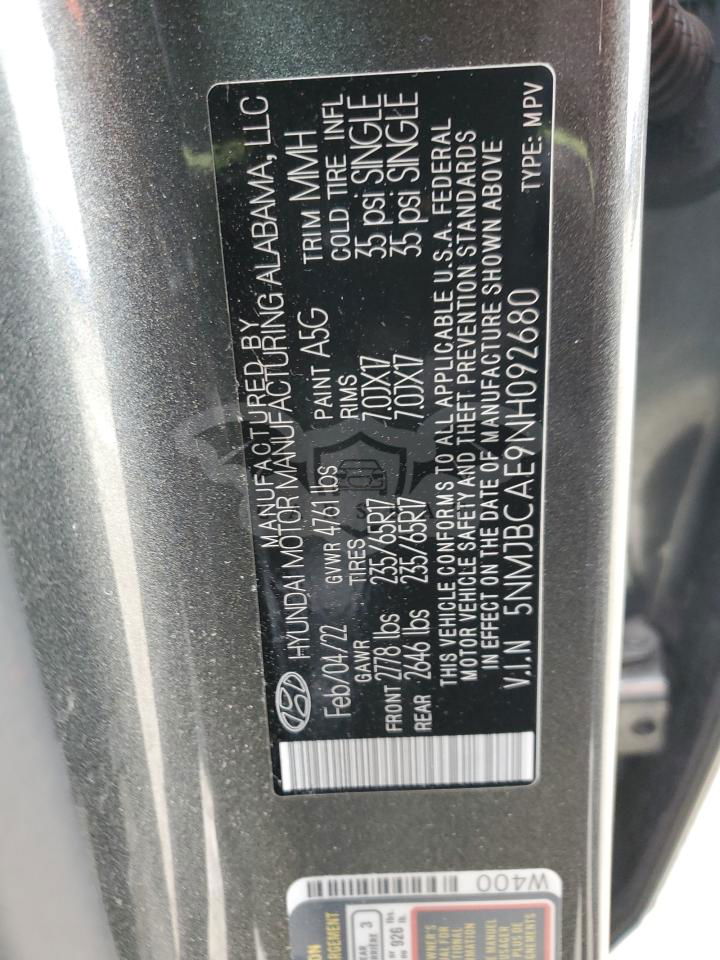 MANUFACTURED BY
HYUNDAI MOTOR MANUFACTURING ALABAMA, LLC
Feb/04/22 GVWR 4761 lbs PAINT A5G TRIM MMH
GAWR TIRES RIMS COLD TIRE INFL
FRONT 2778 lbs 235/65R17 7.0JX17 35 psi SINGLE
REAR 2646 lbs 235/65R17 7.0JX17 35 psi SINGLE
THIS VEHICLE CONFORMS TO ALL APPLICABLE U.S.A. FEDERAL
MOTOR VEHICLE SAFETY AND THEFT PREVENTION STANDARDS
IN EFFECT ON THE DATE OF MANUFACTURE SHOWN ABOVE
V.I.N 5NMJBCAE9NH092680 TYPE: MPV
W400
3
926 lb.